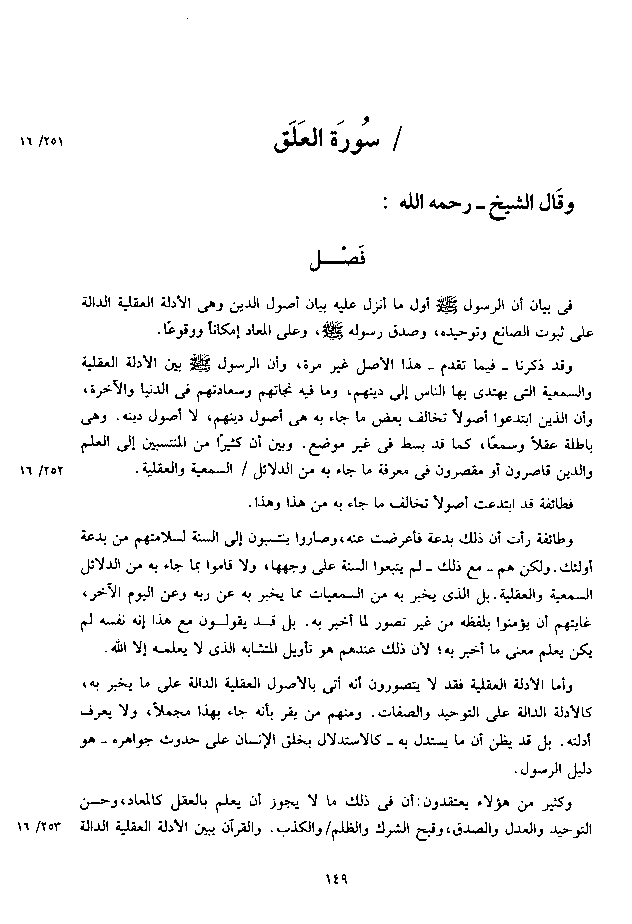 / سُورَة العَلَق ١٦/٢٥١
وقَال الشيخ ـ رحمه الله :
فَصْــل
فى بيان أن الرسول ﷺ أول ما أنزل عليه بيان أصول الدين وهى الأدلة العقلية الدالة
على ثبوت الصانع وتوحيده، وصدق رسوله ﷺ، وعلى المعاد إمكاناً ووقوعًا.
وقد ذكرنا ـ فيما تقدم ـ هذا الأصل غير مرة، وأن الرسول ﷺ بين الأدلة العقلية
والسمعية التى يهتدى بها الناس إلى دينهم، وما فيه نجاتهم وسعادتهم فى الدنيا والآخرة،
وأن الذين ابتدعوا أصولاً تخالف بعض ما جاء به هى أصول دينهم، لا أصول دينه. وهى
باطلة عقلاً وسمعًا، كما قد بسط فى غير موضع. وبين أن كثيرًا من المنتسبين إلى العلم
والدين قاصرون أو مقصرون فى معرفة ما جاء به من الدلائل / السمعية والعقلية. ١٦/٢٥٢
فطائفة قد ابتدعت أصولاً تخالف ما جاء به من هذا وهذا.
وطائفة رأت أن ذلك بدعة فأعرضت عنه،وصاروا ينتسبون إلى السنة لسلامتهم من بدعة
أولئك.ولكن هم ـ مع ذلك ـ لم يتبعوا السنة على وجهها، ولا قاموا بما جاء به من الدلائل
السمعية والعقلية.بل الذى يخبر به من السمعيات مما يخبر به عن ربه وعن اليوم الآخر،
غايتهم أن يؤمنوا بلفظه من غير تصور لما أخبر به. بل قد يقولون مع هذا إنه نفسه لم
يكن يعلم معنى ما أخبر به؛ لأن ذلك عندهم هو تأويل المتشابه الذى لا يعلمه إلا الله.
وأما الأدلة العقلية فقد لا يتصورون أنه أتى بالأصول العقلية الدالة على ما يخبر به،
كالأدلة الدالة على التوحيد والصفات. ومنهم من يقر بأنه جاء بهذا مجملاً، ولا يعرف
أدلته. بل قد يظن أن ما يستدل به ـ كالاستدلال بخلق الإنسان على حدوث جواهره ـ هو
دليل الرسول.
وكثير من هؤلاء يعتقدون:أن فى ذلك ما لا يجوز أن يعلم بالعقل كالمعاد،وحسن
التوحيد والعدل والصدق،وقبح الشرك والظلم/والكذب. والقرآن يبين الأدلة العقلية الدالة ١٦/٢٥٣
١٤٩